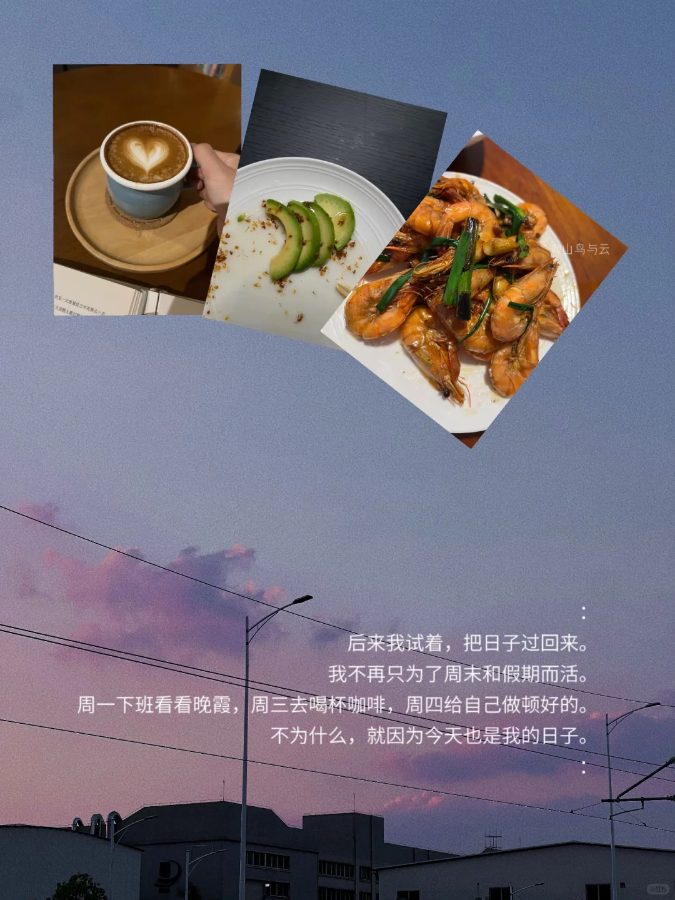 山鸟与云
：
后来我试着，把日子过回来。
我不再只为了周末和假期而活。
周一下班看看晚霞，周三去喝杯咖啡，周四给自己做顿好的。
不为什么，就因为今天也是我的日子。
：